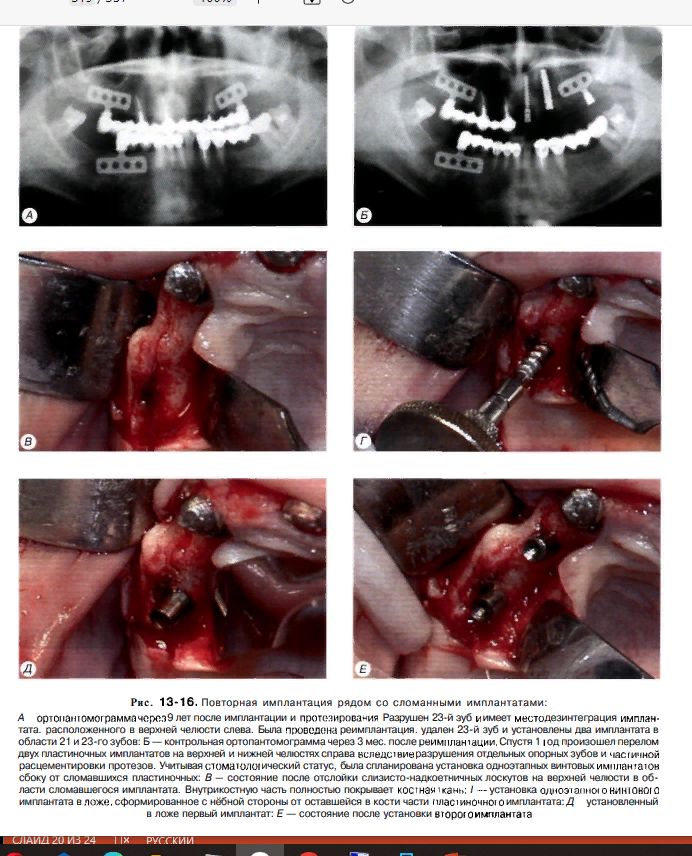 А
Б
В
Г
Д
Е
Рис. 13-16. Повторная имплантация рядом со сломанными имплантатами:
А ортопантомограмма через 9 лет после имплантации и протезирования Разрушен 23-й зуб и имеет место дезинтеграция имплан-
тата. расположенного в верхней челюсти слева. Была проведена реимплантация. удален 23-й зуб и установлены два имплантата в
области 21 и 23-го зубов: Б — контрольная ортопантомограмма через 3 мес. после реимплантации. Спустя 1 год произошел перелом
двух пластиночных имплантатов на верхней и нижней челюстях справа вследствие разрушения отдельных опорных зубов и частичной
расцементировки протезов. Учитывая стоматологический статус, была спланирована установка одноэтапных винтовых имплантатов
сбоку от сломавшихся пластиночных: В — состояние после отслойки слизисто-надкостничных лоскутов на верхней челюсти в об-
ласти сломавшегося имплантата. Внутрикостную часть полностью покрывает костная ткань: Г — установка одноэтапного винтового
имплантата в ложе, сформированное с нёбной стороны от оставшейся в кости части пластиночного имплантата: Д установленный
в ложе первый имплантат: Е — состояние после установки второго имплантата
СЛАЙД 20 ИЗ 24 РУССКИЙ